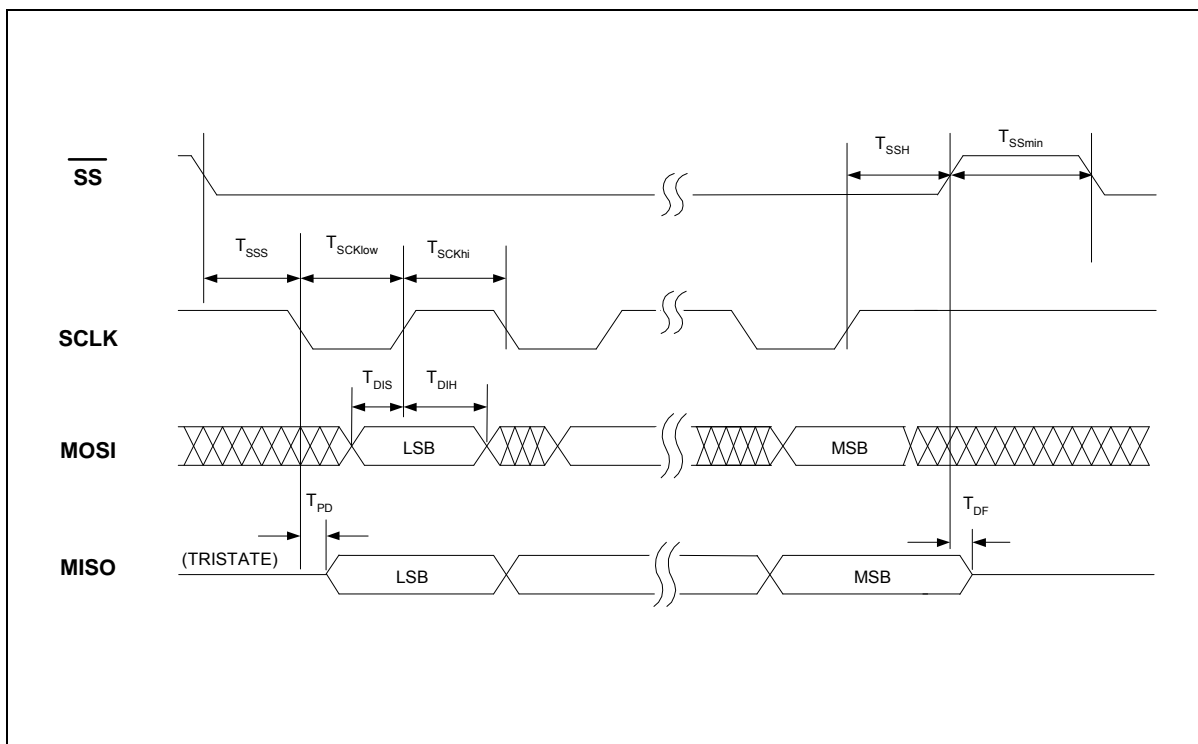 T_SSH
T_SSmin
SS
T_SSS
T_SCKlow
T_SCKhi
SCLK
T_DIS
T_DIH
MOSI
LSB
MSB
T_PD
T_DF
(TRISTATE)
MISO
LSB
MSB